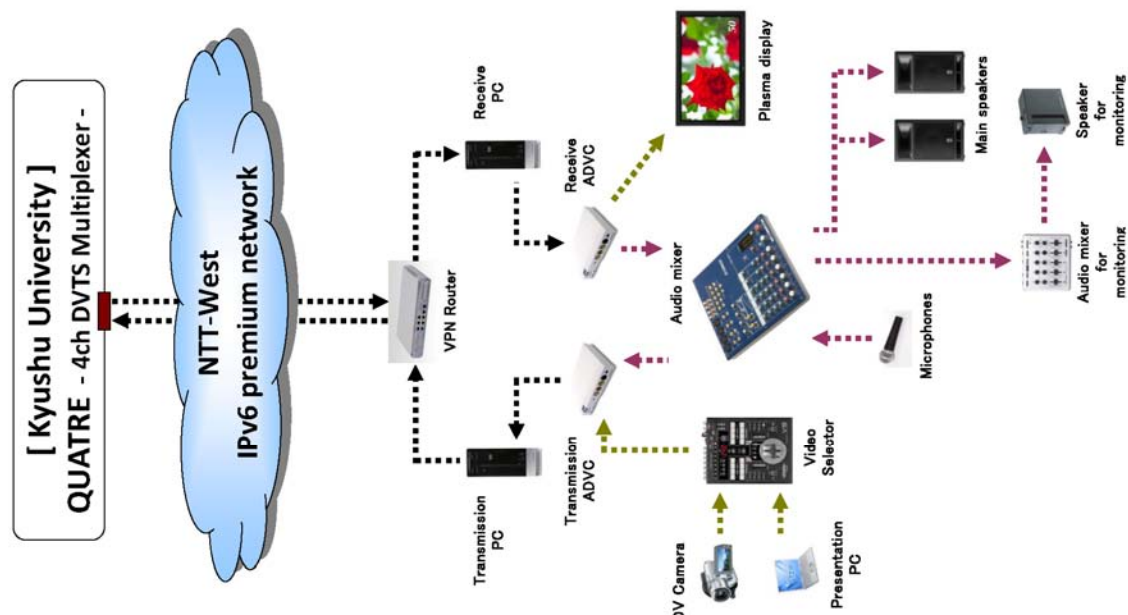 [ Kyushu University ]
QUATRE - 4ch DVTS Multiplexer -
NTT-West
IPv6 premium network
VPN Router
Receive
PC
Transmission
PC
Receive
ADVC
Transmission
ADVC
Plasma display
Audio mixer
Main speakers
Speaker
for
monitoring
Audio mixer
for
monitoring
Microphones
Video
Selector
DV Camera
Presentation
PC